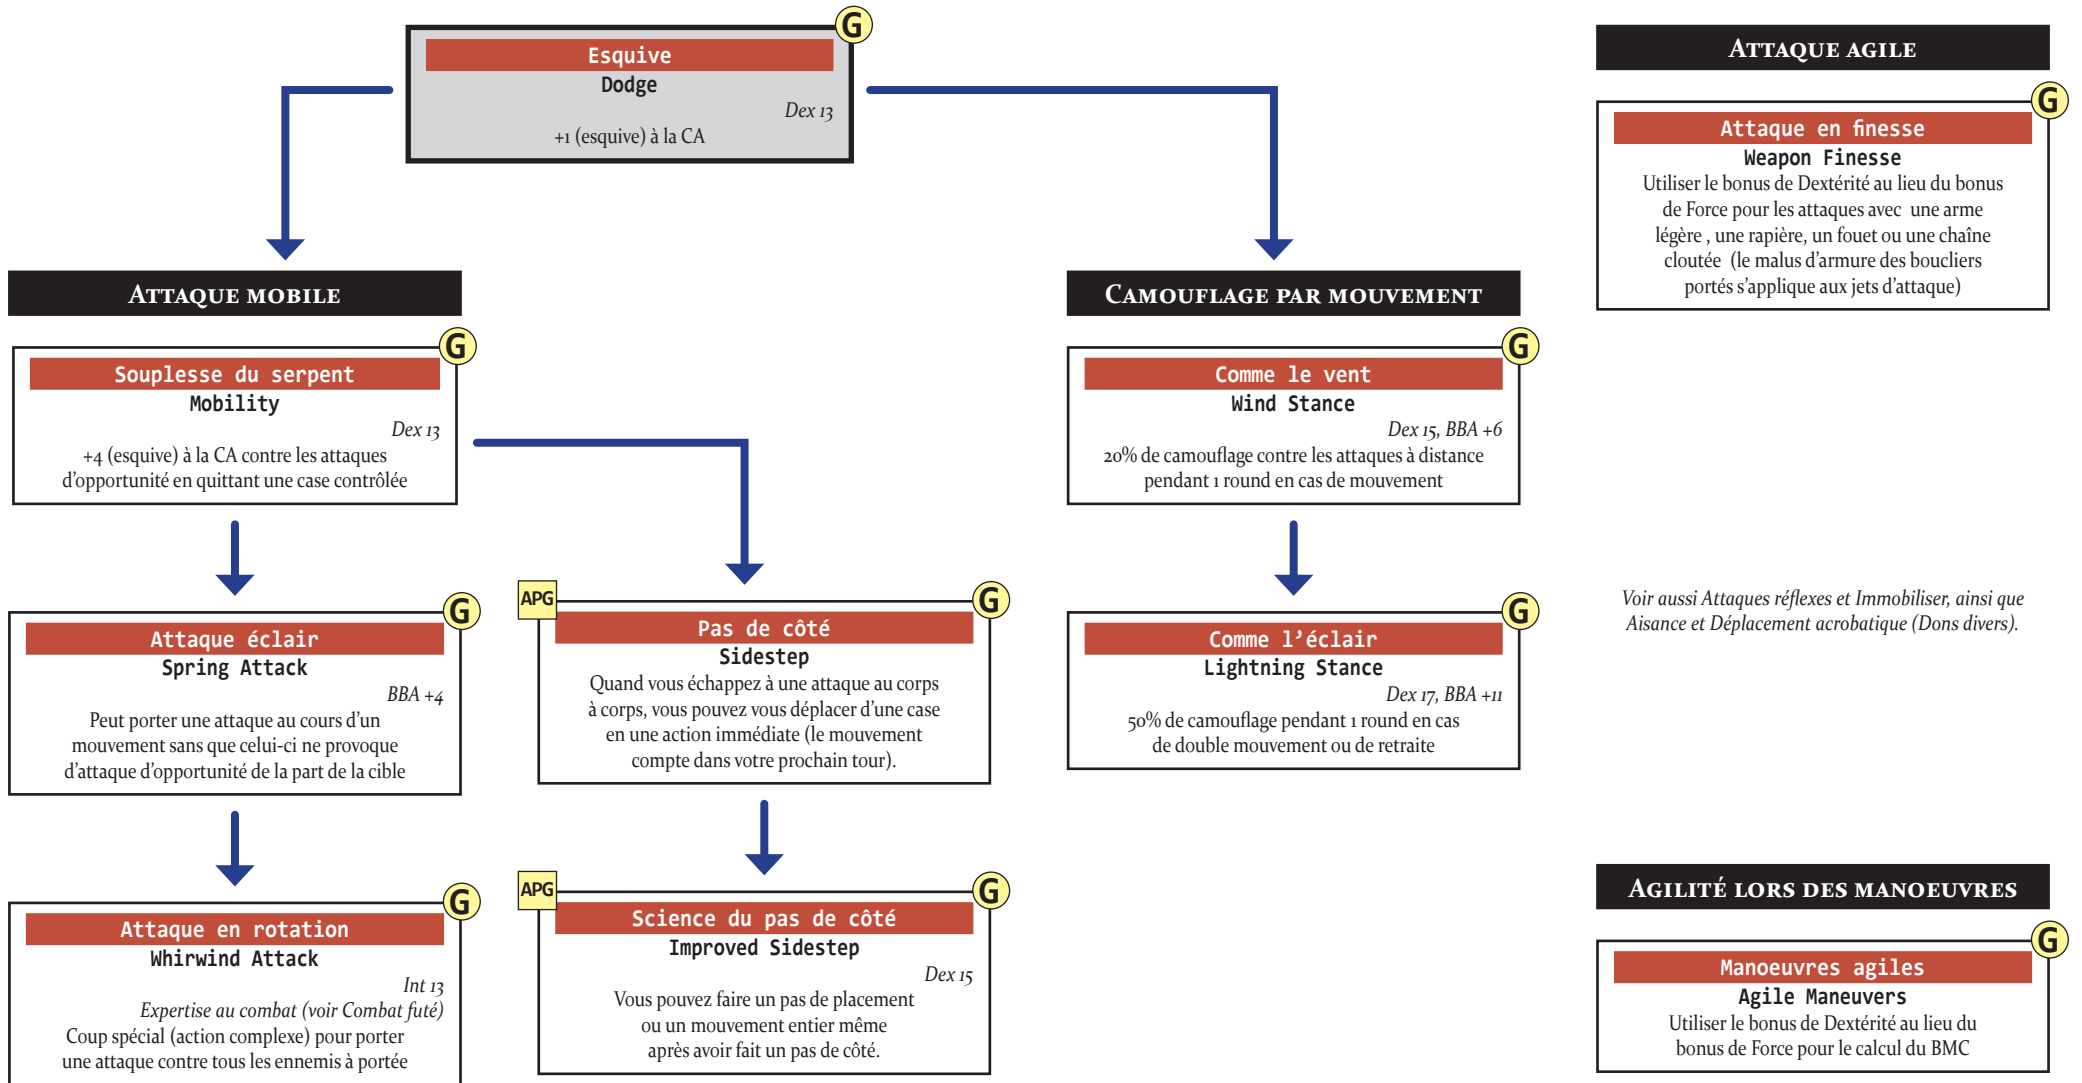 G
Esquive
Dodge
Dex 13
+1 (esquive) à la CA
ATTAQUE MOBILE
G
Souplesse du serpent
Mobility
Dex 13
+4 (esquive) à la CA contre les attaques
d'opportunité en quittant une case contrôlée
G
Attaque éclair
Spring Attack
BBA +4
Peut porter une attaque au cours d'un
mouvement sans que celui-ci ne provoque
d'attaque d'opportunité de la part de la cible
G
Attaque en rotation
Whirwind Attack
Int 13
Expertise au combat (voir Combat futé)
Coup spécial (action complexe) pour porter
une attaque contre tous les ennemis à portée
APG
G
Pas de côté
Sidestep
Quand vous échappez à une attaque au corps
à corps, vous pouvez vous déplacer d'une case
en une action immédiate (le mouvement
compte dans votre prochain tour).
APG
G
Science du pas de côté
Improved Sidestep
Dex 15
Vous pouvez faire un pas de placement
ou un mouvement entier même
après avoir fait un pas de côté.
CAMOUFLAGE PAR MOUVEMENT
G
Comme le vent
Wind Stance
Dex 15, BBA +6
20% de camouflage contre les attaques à distance
pendant 1 round en cas de mouvement
G
Comme l'éclair
Lightning Stance
Dex 17, BBA +11
50% de camouflage pendant 1 round en cas
de double mouvement ou de retraite
ATTAQUE AGILE
G
Attaque en finesse
Weapon Finesse
Utiliser le bonus de Dextérité au lieu du bonus
de Force pour les attaques avec une arme
légère , une rapière, un fouet ou une chaîne
cloutée (le malus d'armure des boucliers
portés s'applique aux jets d'attaque)
Voir aussi Attaques réflexes et Immobiliser, ainsi que
Aisance et Déplacement acrobatique (Dons divers).
AGILITÉ LORS DES MANOEUVRES
G
Manoeuvres agiles
Agile Maneuvers
Utiliser le bonus de Dextérité au lieu du
bonus de Force pour le calcul du BMC